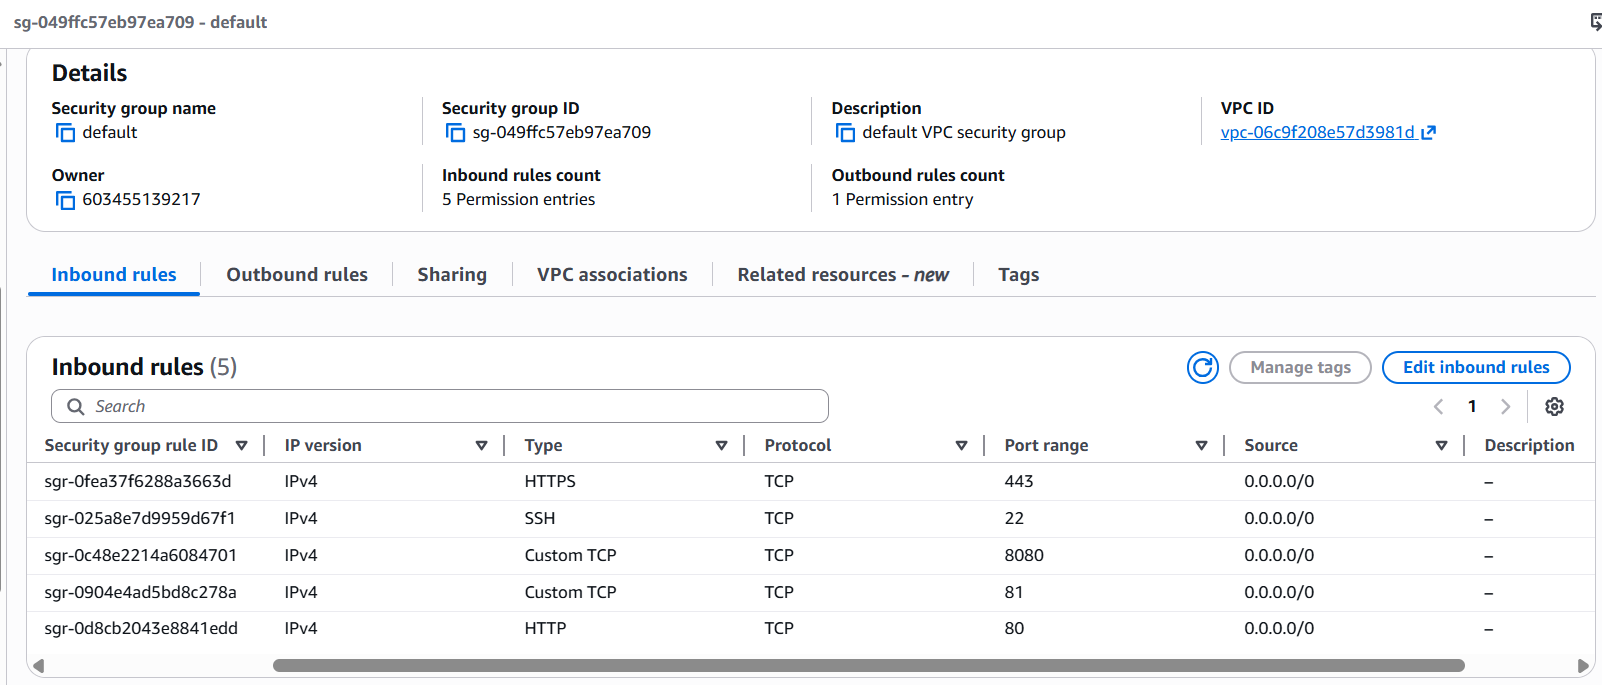 sg-049ffc57eb97ea709 - default
Details
Security group name
default
Security group ID
sg-049ffc57eb97ea709
Description
default VPC security group
VPC ID
vpc-06c9f208e57d3981d
Owner
603455139217
Inbound rules count
5 Permission entries
Outbound rules count
1 Permission entry
Inbound rules Outbound rules Sharing VPC associations Related resources - new Tags
Inbound rules (5)
Manage tags Edit inbound rules
Search
1
Security group rule ID IP version Type Protocol Port range Source Description
sgr-0fea37f6288a3663d IPv4 HTTPS TCP 443 0.0.0.0/0 –
sgr-025a8e7d9959d67f1 IPv4 SSH TCP 22 0.0.0.0/0 –
sgr-0c48e2214a6084701 IPv4 Custom TCP TCP 8080 0.0.0.0/0 –
sgr-0904e4ad5bd8c278a IPv4 Custom TCP TCP 81 0.0.0.0/0 –
sgr-0d8cb2043e8841edd IPv4 HTTP TCP 80 0.0.0.0/0 –